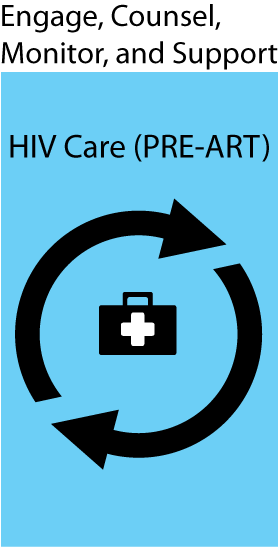 Engage, Counsel,
Monitor, and Support
HIV Care (PRE-ART)